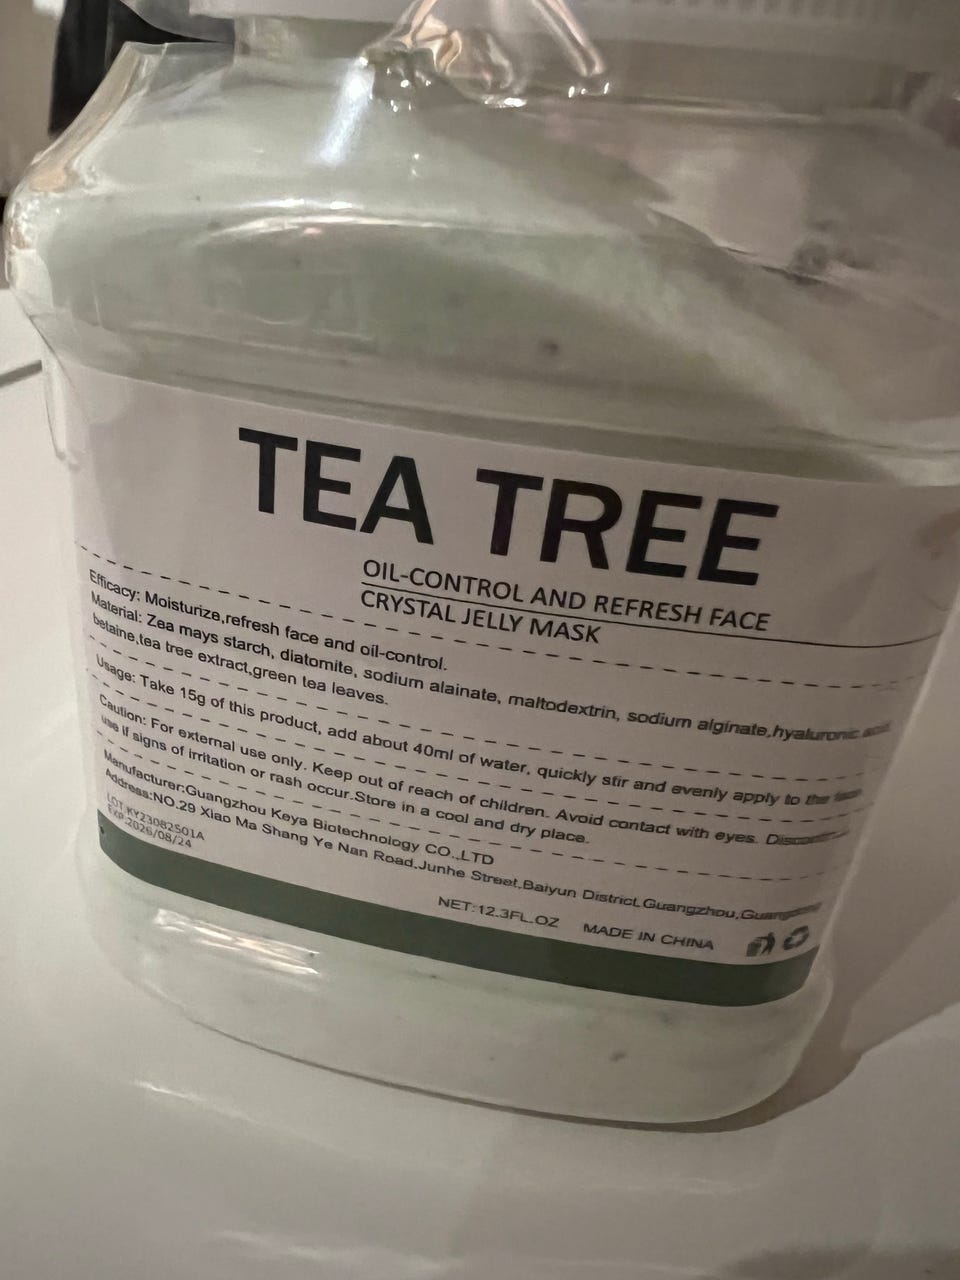 TEA TREE
OIL-CONTROL AND REFRESH FACE
CRYSTAL JELLY MASK
Efficacy: Moisturize,refresh face and oil-control.
Material: Zea mays starch, diatomite, sodium alainate, maltodextrin, sodium alginate,hyaluronic acid,
betaine,tea tree extract,green tea leaves.
Usage: Take 15g of this product, add about 40ml of water, quickly stir and evenly apply to the face.
Caution: For external use only. Keep out of reach of children. Avoid contact with eyes.
use if signs of irritation or rash occur.Store in a cool and dry place.
Manufacturer:Guangzhou Keya Biotechnology CO.,LTD
Address:NO.29 Xiao Ma Shang Ye Nan Road,Junhe Street,Baiyun District,Guangzhou,
LOT:KY23082501A
EXP:2026/08/24
NET:12.3FL.OZ MADE IN CHINA